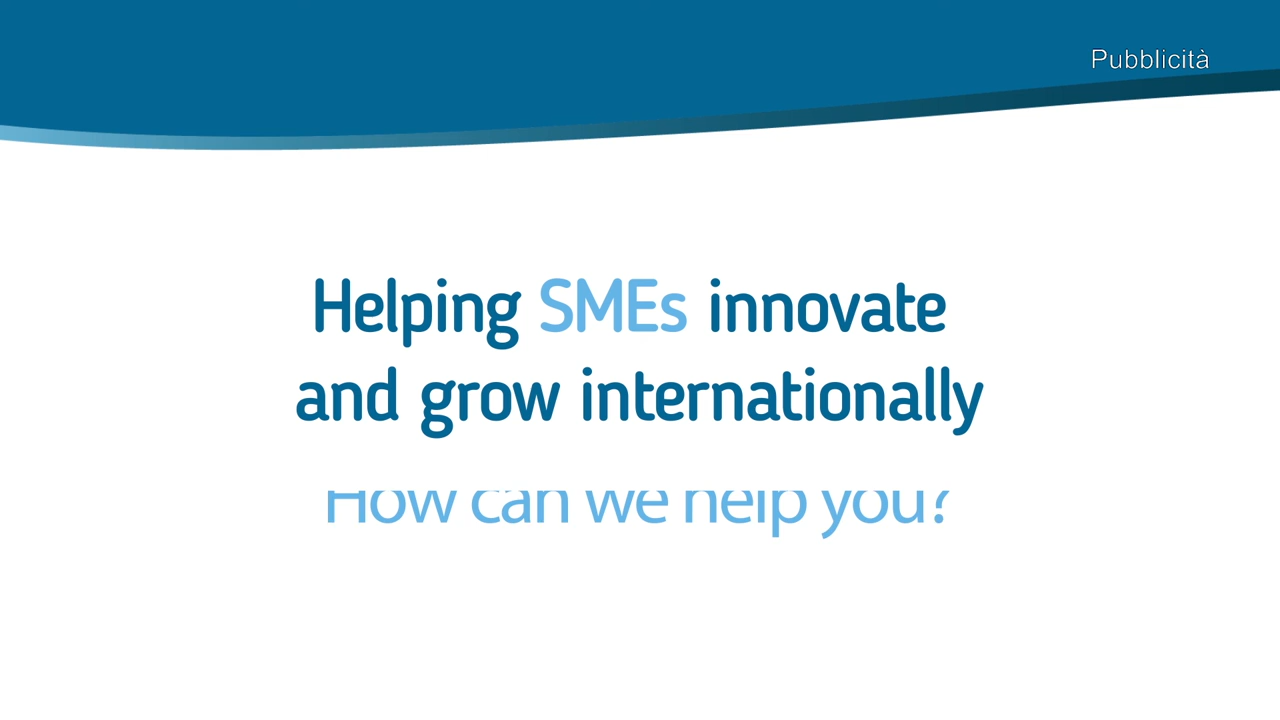 Pubblicità
Helping SMEs innovate
and grow internationally
How can we help you?